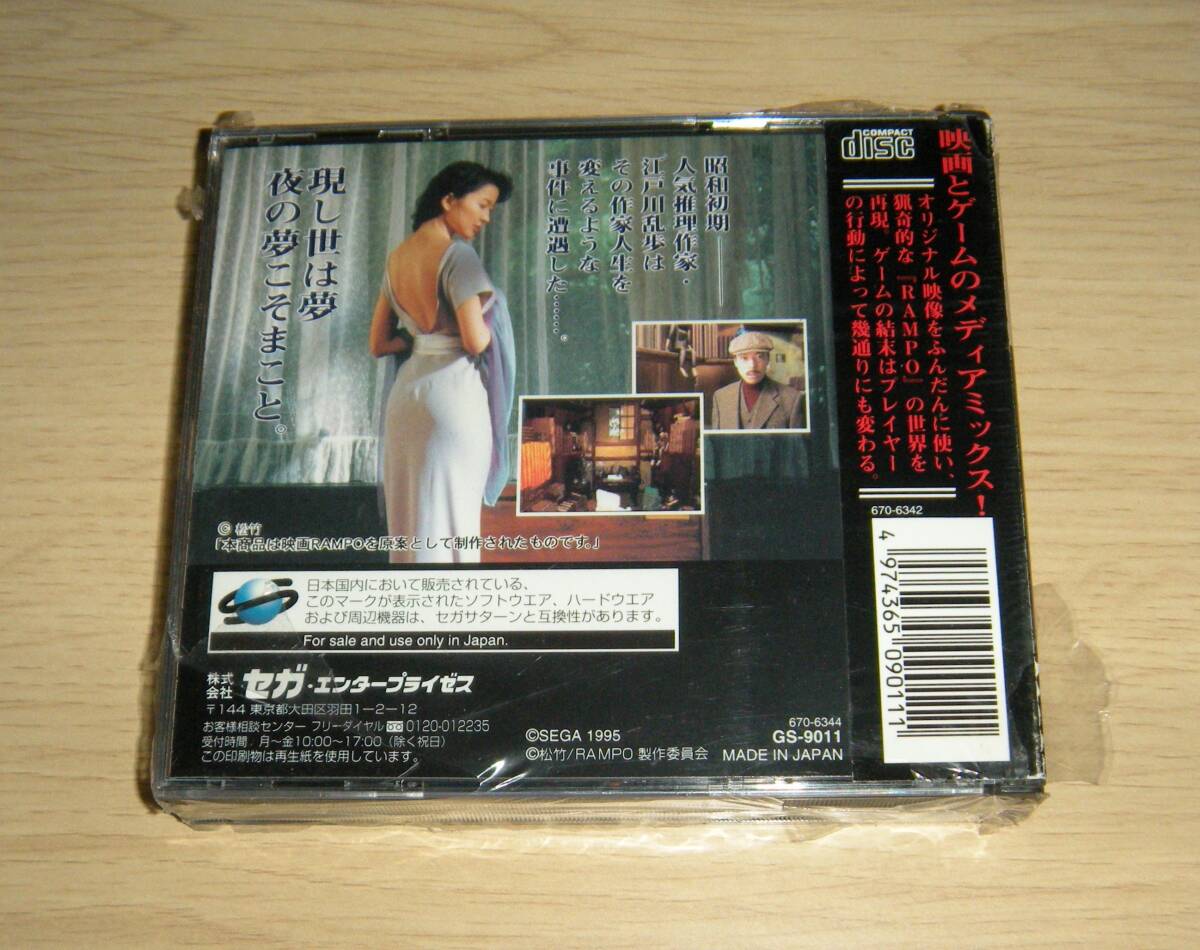 現し世は夢
夜の夢こそまこと。
昭和初期――
人気推理作家・
江戸川乱歩は
その作家人生を
変えるような
事件に遭遇した……。
© 松竹
「本商品は映画RAMPOを原案として制作されたものです。」
日本国内において販売されている、
このマークが表示されたソフトウエア、ハードウエア
および周辺機器は、セガサターンと互換性があります。
For sale and use only in Japan.
株式会社 セガ・エンタープライゼス
〒144 東京都大田区羽田1-2-12
お客様相談センター フリーダイヤル 0120-012235
受付時間 月〜金10:00〜17:00(除く祝日)
この印刷物は再生紙を使用しています。
©SEGA 1995
©松竹/RAMPO 製作委員会
670-6344
GS-9011
MADE IN JAPAN
COMPACT
disc
映画とゲームのメディアミックス!
オリジナル映像をふんだんに使い、
猟奇的な『RAMPO』の世界を
再現。ゲームの結末はプレイヤー
の行動によって幾通りにも変わる。
670-6342
4 974365 090111